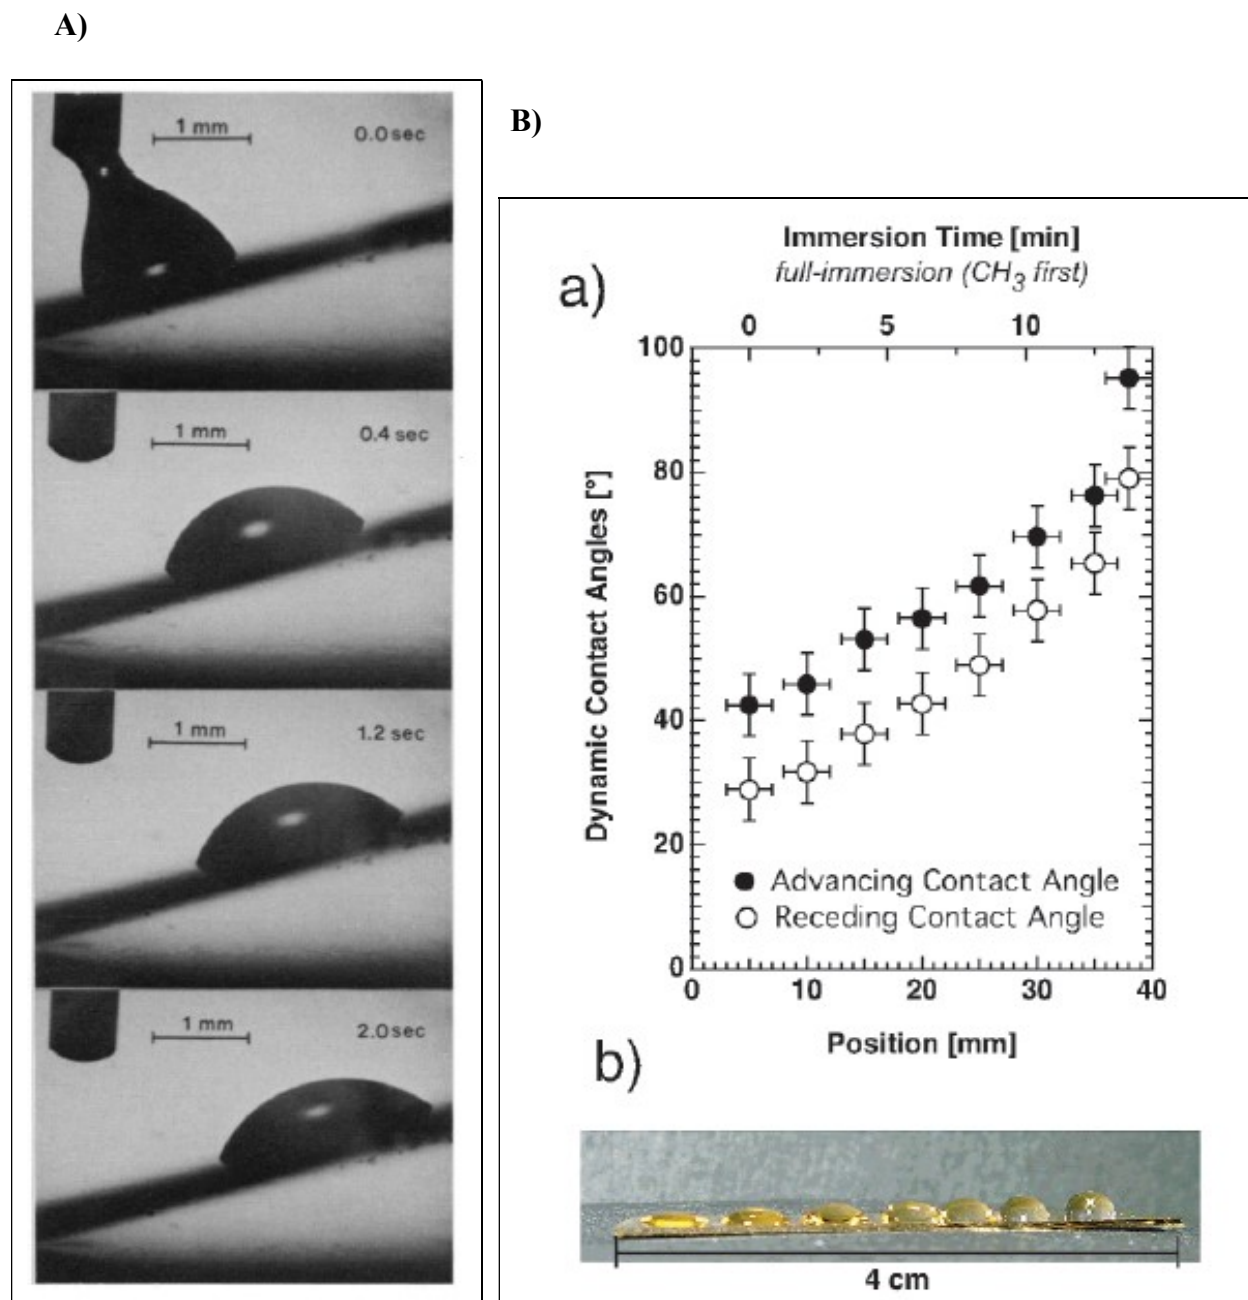 A)
1 mm
0.0 sec
1 mm
0.4 sec
1 mm
1.2 sec
1 mm
2.0 sec
B)
a)
Immersion Time [min]
full-immersion (CH3 first)
0 5 10
100
80
60
40
20
0
Dynamic Contact Angles [°]
Advancing Contact Angle
Receding Contact Angle
0 10 20 30 40
Position [mm]
b)
4 cm